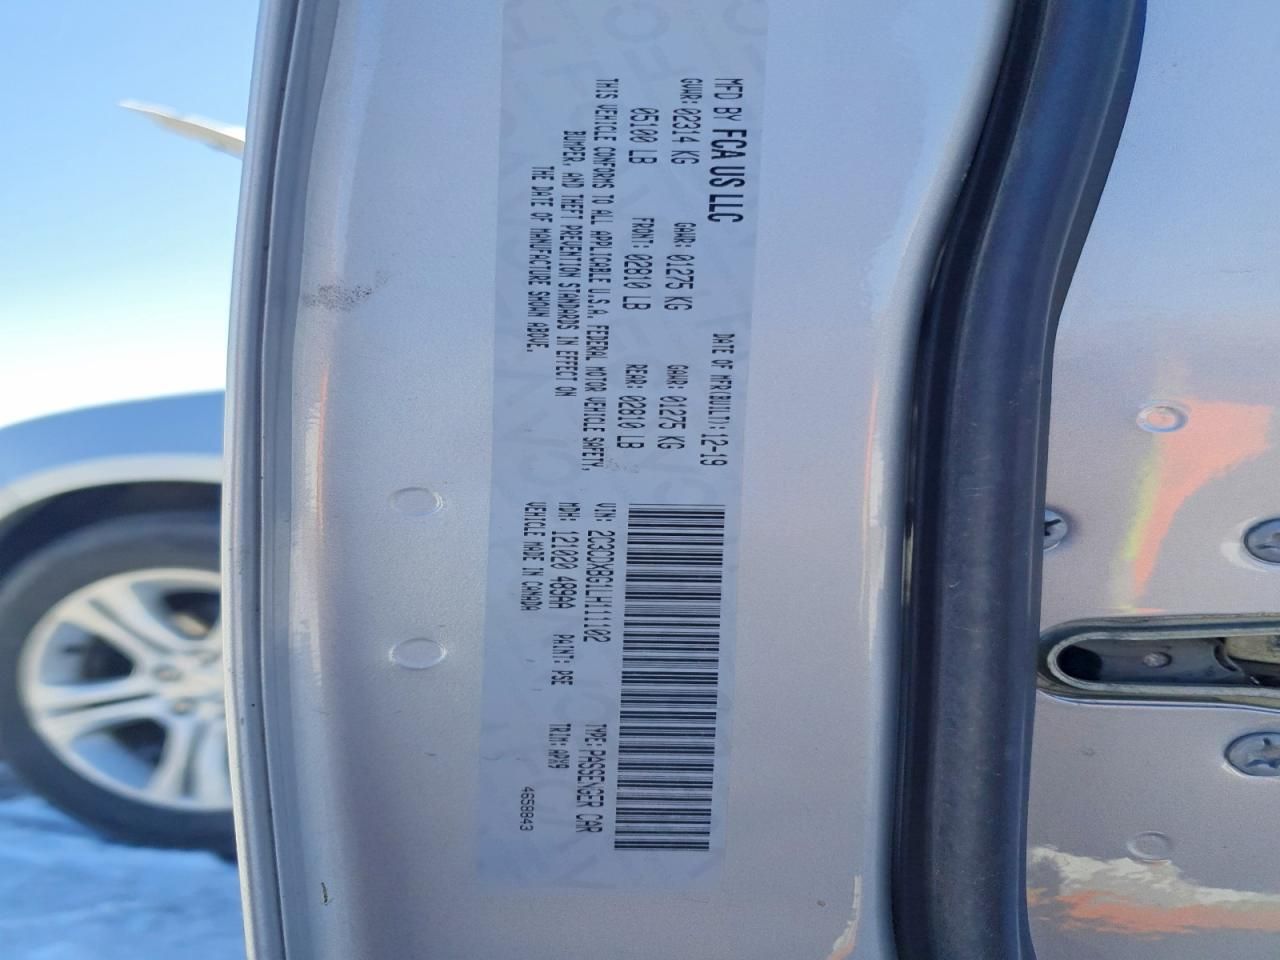 MFD BY FCA US LLC DATE OF MFR(BUILT): 12-19
GVWR: 02314 KG GAWR: 01275 KG GAWR: 01275 KG
05100 LB FRONT: 02810 LB REAR: 02810 LB
THIS VEHICLE CONFORMS TO ALL APPLICABLE U.S.A. FEDERAL MOTOR VEHICLE SAFETY,
BUMPER, AND THEFT PREVENTION STANDARDS IN EFFECT ON
THE DATE OF MANUFACTURE SHOWN ABOVE.
VIN: 2C3CDXBG1LH111102 TYPE: PASSENGER CAR
MDH: 121020 489AA PAINT: PSE TRIM: APX9
VEHICLE MADE IN CANADA 4658843